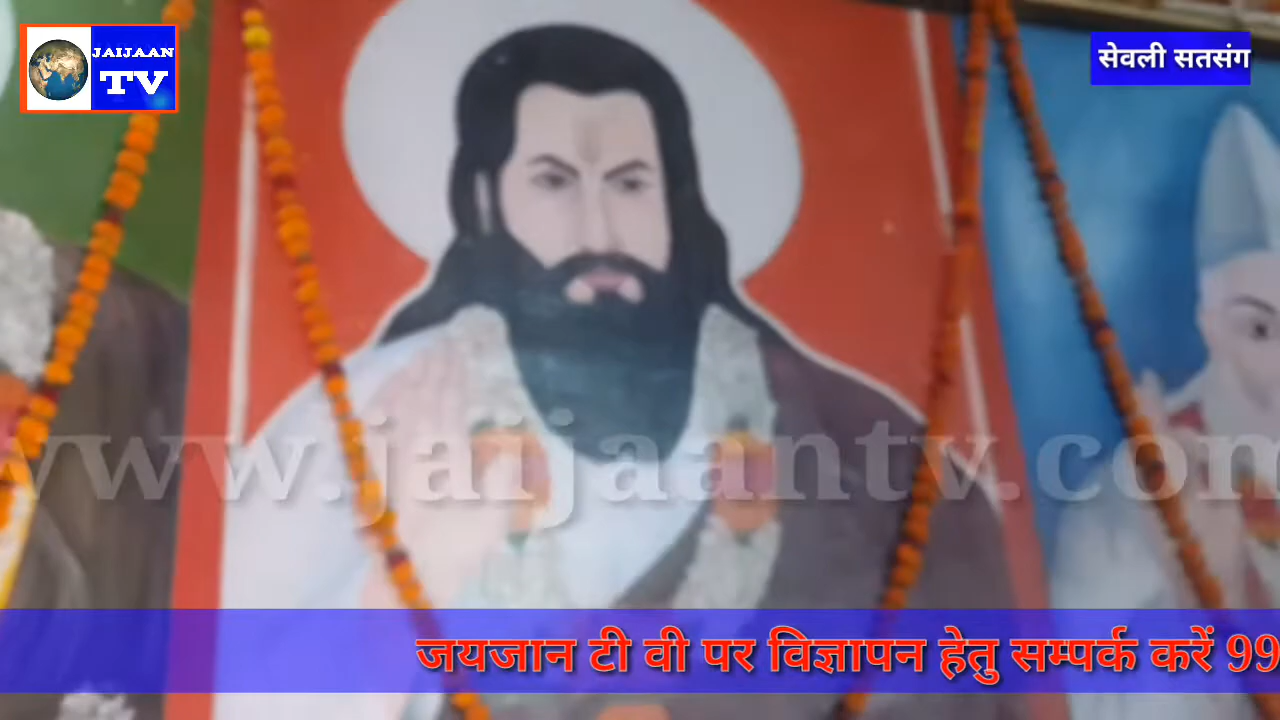 JAIJAAN
TV
सेवली सतसंग
www.jaijaantv.com
जयजान टी वी पर विज्ञापन हेतु सम्पर्क करें 99